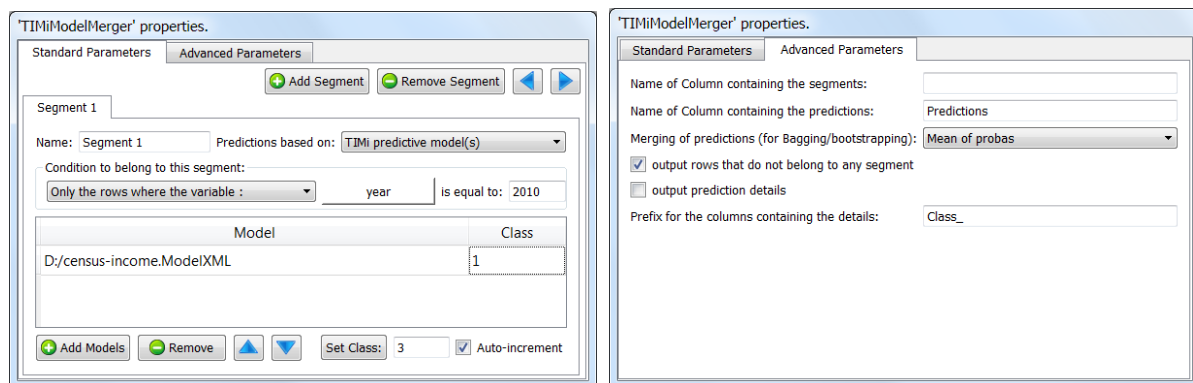 'TIMiModelMerger' properties.
Standard Parameters Advanced Parameters
Add Segment Remove Segment
Segment 1
Name: Segment 1 Predictions based on: TIMi predictive model(s)
Condition to belong to this segment:
Only the rows where the variable : year is equal to: 2010
Model Class
D:/census-income.ModelXML 1
Add Models Remove Set Class: 3 Auto-increment
'TIMiModelMerger' properties.
Standard Parameters Advanced Parameters
Name of Column containing the segments:
Name of Column containing the predictions: Predictions
Merging of predictions (for Bagging/bootstrapping): Mean of probas
output rows that do not belong to any segment
output prediction details
Prefix for the columns containing the details: Class_